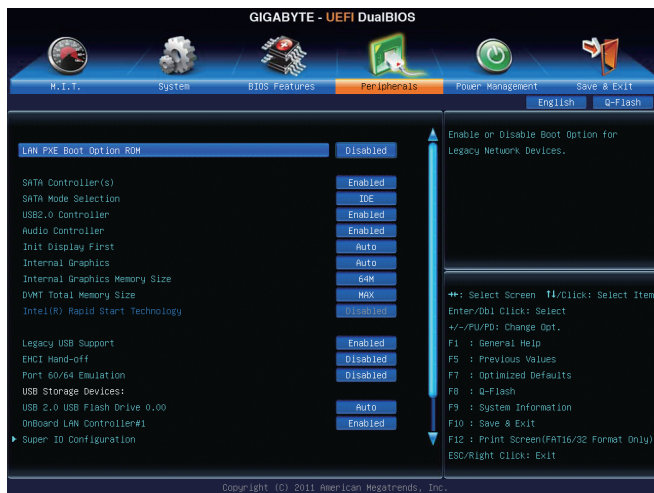 GIGABYTE - UEFI DualBIOS
M.I.T.
System
BIOS Features
Peripherals
Power Management
Save & Exit
English
Q-Flash
LAN PXE Boot Option ROM Disabled
SATA Controller(s) Enabled
SATA Mode Selection IDE
USB2.0 Controller Enabled
Audio Controller Enabled
Init Display First Auto
Internal Graphics Auto
Internal Graphics Memory Size 64M
DVMT Total Memory Size MAX
Intel(R) Rapid Start Technology Disabled
Legacy USB Support Enabled
EHCI Hand-off Disabled
Port 60/64 Emulation Disabled
USB Storage Devices:
USB 2.0 USB Flash Drive 0.00 Auto
OnBoard LAN Controller#1 Enabled
Super IO Configuration
Enable or Disable Boot Option for
Legacy Network Devices.
→←: Select Screen ↑↓/Click: Select Item
Enter/Dbl Click: Select
+/-/PU/PD: Change Opt.
F1 : General Help
F5 : Previous Values
F7 : Optimized Defaults
F8 : Q-Flash
F9 : System Information
F10 : Save & Exit
F12 : Print Screen(FAT16/32 Format Only)
ESC/Right Click: Exit
Copyright (C) 2011 American Megatrends, Inc.